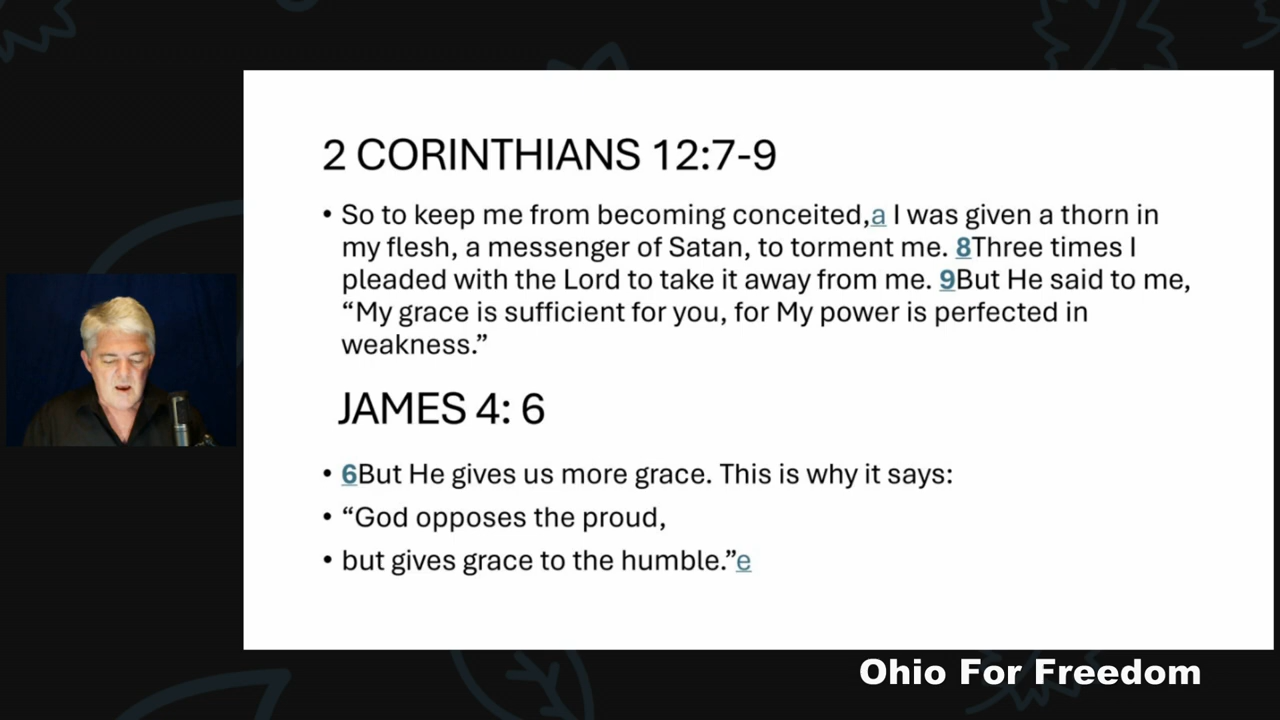 2 CORINTHIANS 12:7-9
• So to keep me from becoming conceited,a I was given a thorn in
my flesh, a messenger of Satan, to torment me. 8Three times I
pleaded with the Lord to take it away from me. 9But He said to me,
“My grace is sufficient for you, for My power is perfected in
weakness.”
JAMES 4: 6
• 6But He gives us more grace. This is why it says:
• “God opposes the proud,
• but gives grace to the humble.”e
Ohio For Freedom